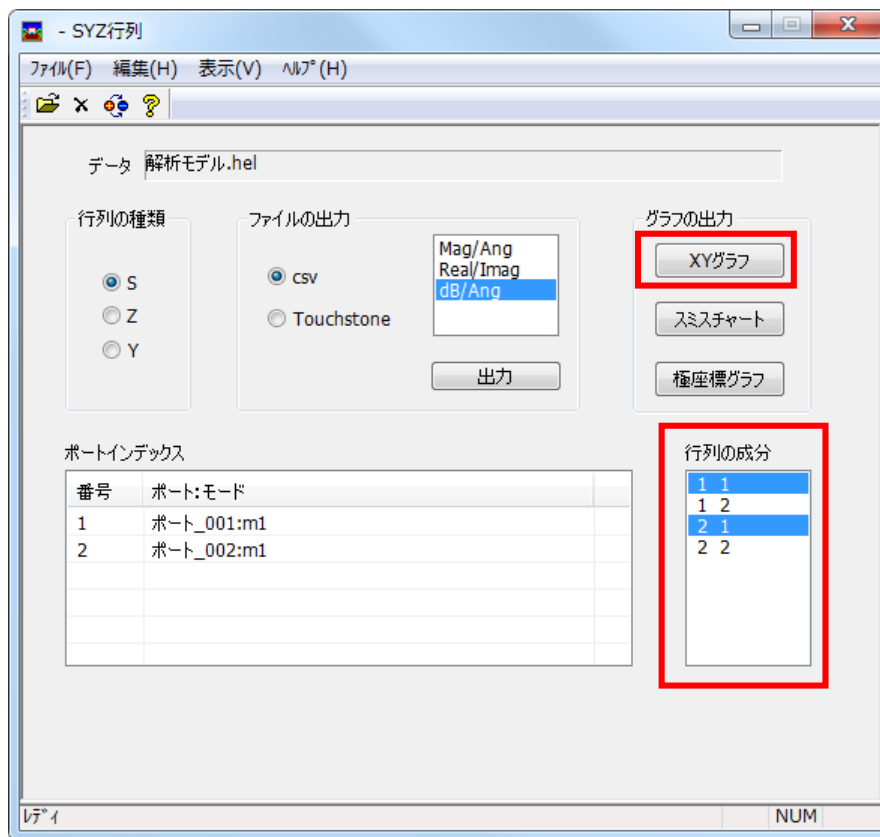 - SYZ行列
ﾌｧｲﾙ(F) 編集(H) 表示(V) ﾍﾙﾌﾟ(H)
データ 解析モデル.hel
行列の種類
S
Z
Y
ファイルの出力
csv
Touchstone
Mag/Ang
Real/Imag
dB/Ang
出力
グラフの出力
XYグラフ
スミスチャート
極座標グラフ
ポートインデックス
番号 ポート:モード
1 ポート_001:m1
2 ポート_002:m1
行列の成分
1 1
1 2
2 1
2 2
ﾚﾃﾞｨ NUM